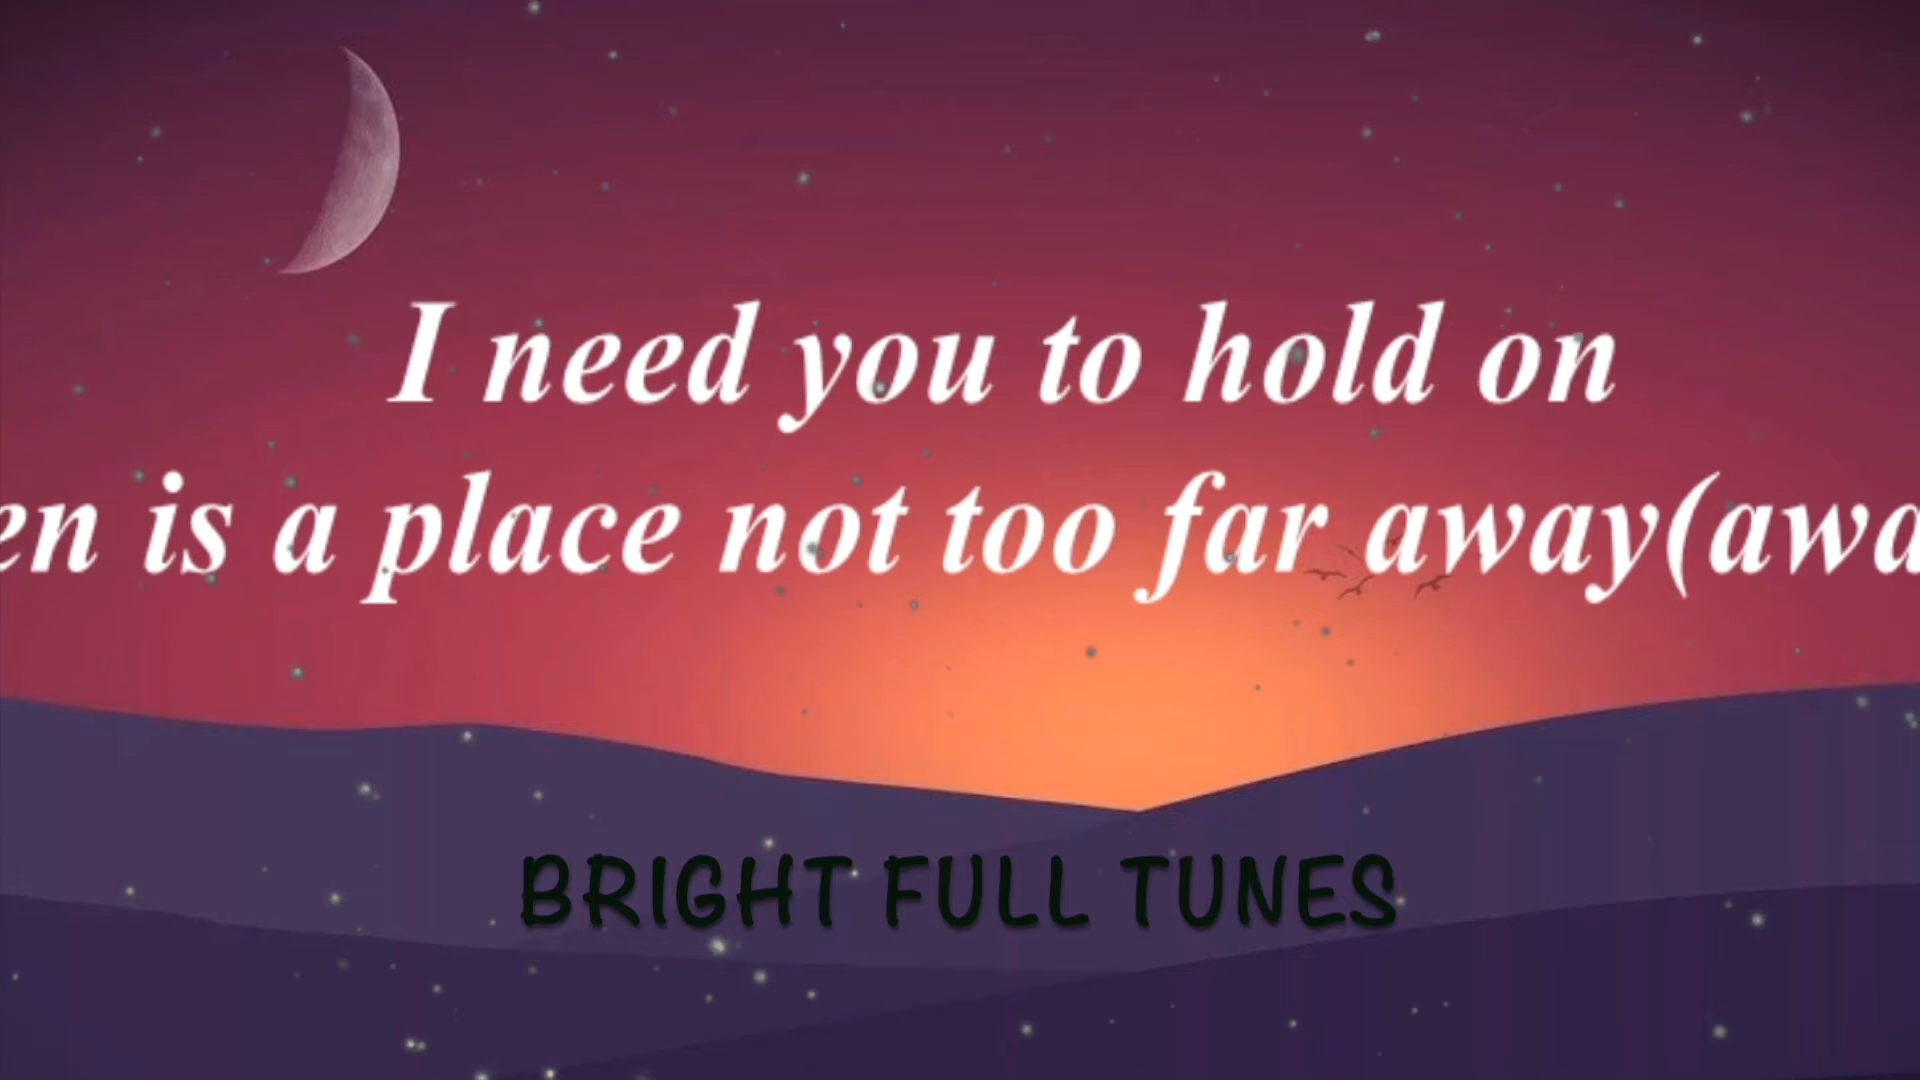 I need you to hold on
en is a place not too far away(awa
BRIGHT FULL TUNES